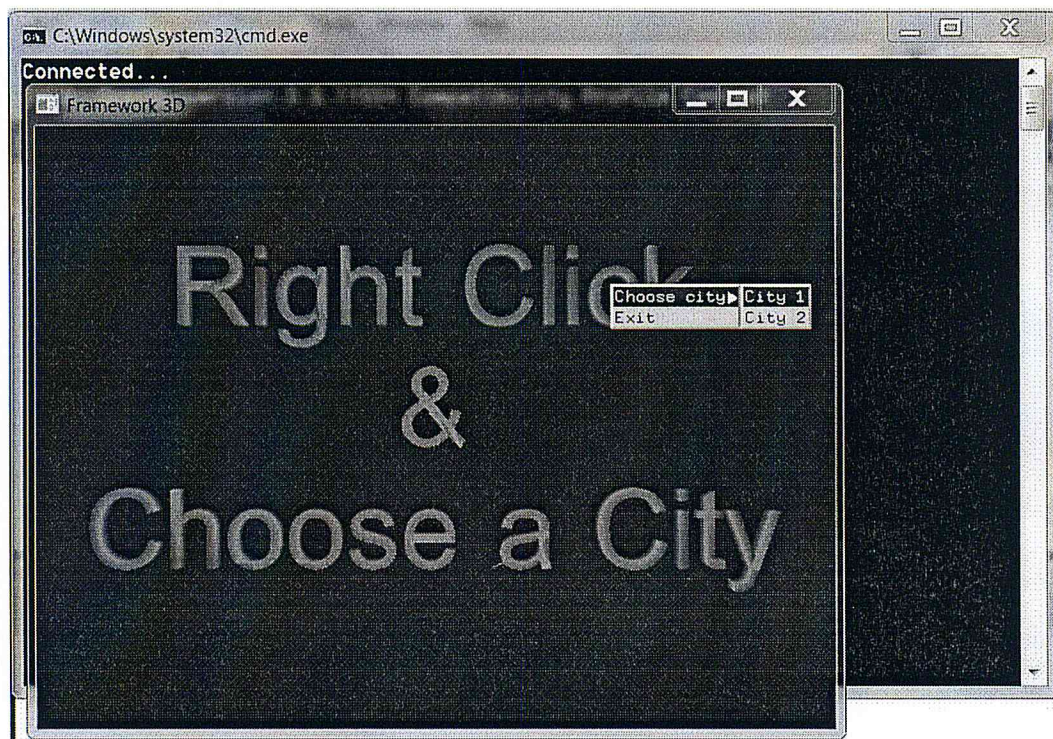 C:\Windows\system32\cmd.exe
Connected...
Framework 3D
Right Click
&
Choose a City
Choose city City 1
Exit City 2